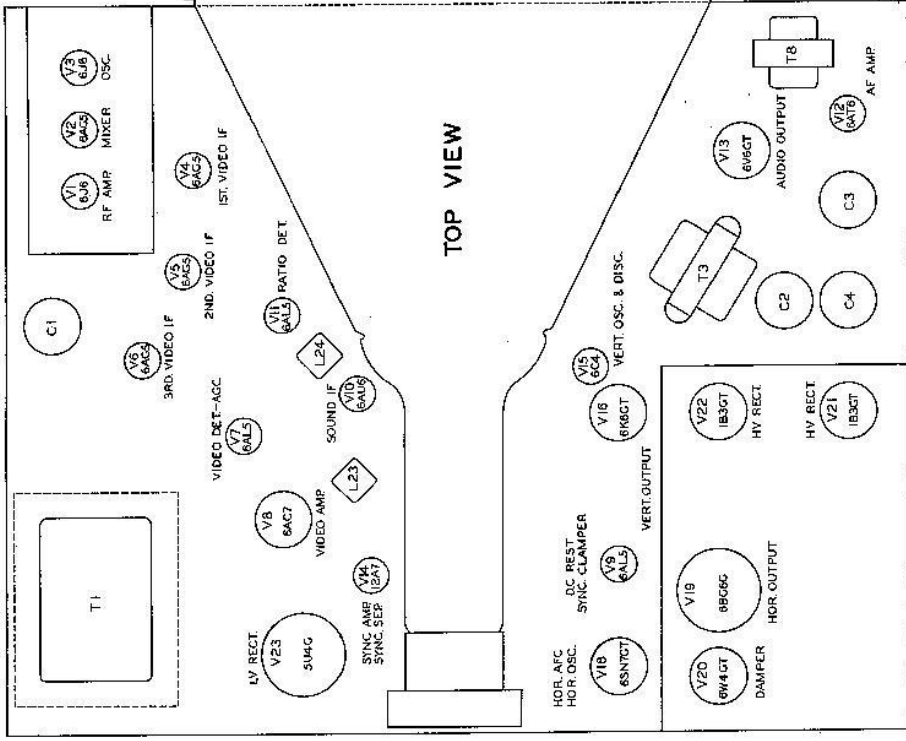 V1
6J6
RF AMP.
V2
6AG5
MIXER
V3
6J6
OSC.
C1
V4
6AG5
1ST. VIDEO IF
V5
6AG5
2ND. VIDEO IF
V6
6AG5
3RD. VIDEO IF
T1
VIDEO DET.-AGC.
V7
6AL5
V11
6AL5
RATIO DET.
L24
SOUND IF
V10
6AU6
L23
V8
6AC7
VIDEO AMP.
V14
12A7
SYNC AMP.
SYNC. SEP.
LV RECT.
V23
5U4G
TOP VIEW
HOR. AFC
HOR. OSC.
V18
6SN7GT
D.C REST
SYNC. CLAMPER
V9
6AL5
VERT. OUTPUT
V16
6K6GT
V15
6C4
VERT. OSC. & DISC.
T3
C2
C4
C3
V13
6V6GT
AUDIO OUTPUT
T8
V12
6AT6
AF AMP.
V22
1B3GT
HV RECT.
V21
1B3GT
HV RECT.
V19
6BG6G
HOR. OUTPUT
V20
6W4GT
DAMPER